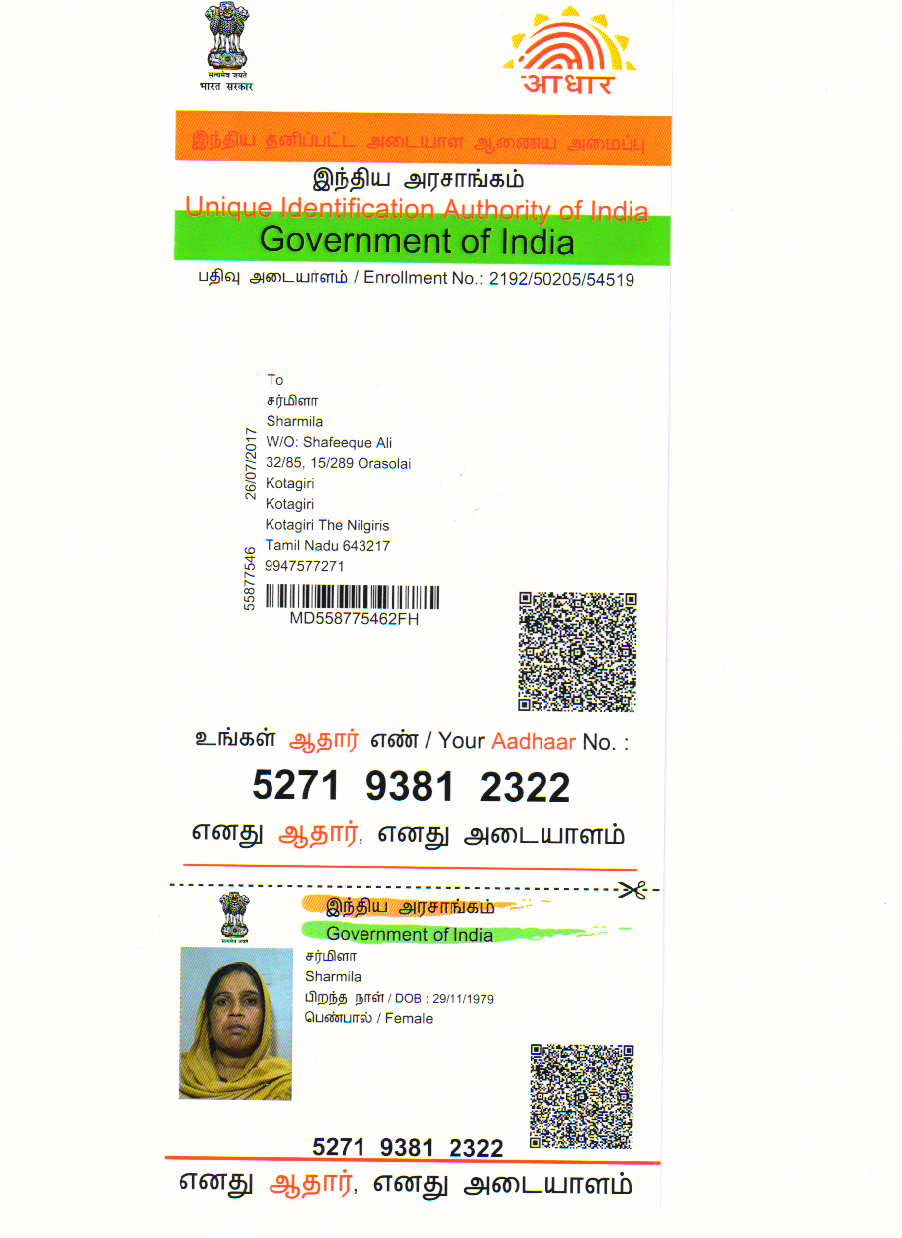 सत्यमेव जयते
भारत सरकार
आधार
இந்திய தனிப்பட்ட அடையாள ஆணைய அமைப்பு
இந்திய அரசாங்கம்
Unique Identification Authority of India
Government of India
பதிவு அடையாளம் / Enrollment No.: 2192/50205/54519
To
சர்மிளா
Sharmila
W/O: Shafeeque Ali
32/85, 15/289 Orasolai
Kotagiri
Kotagiri
Kotagiri The Nilgiris
Tamil Nadu 643217
9947577271
26/07/2017
55877546
MD558775462FH
உங்கள் ஆதார் எண் / Your Aadhaar No. :
5271 9381 2322
எனது ஆதார், எனது அடையாளம்
இந்திய அரசாங்கம்
Government of India
சர்மிளா
Sharmila
பிறந்த நாள் / DOB : 29/11/1979
பெண்பால் / Female
5271 9381 2322
எனது ஆதார், எனது அடையாளம்